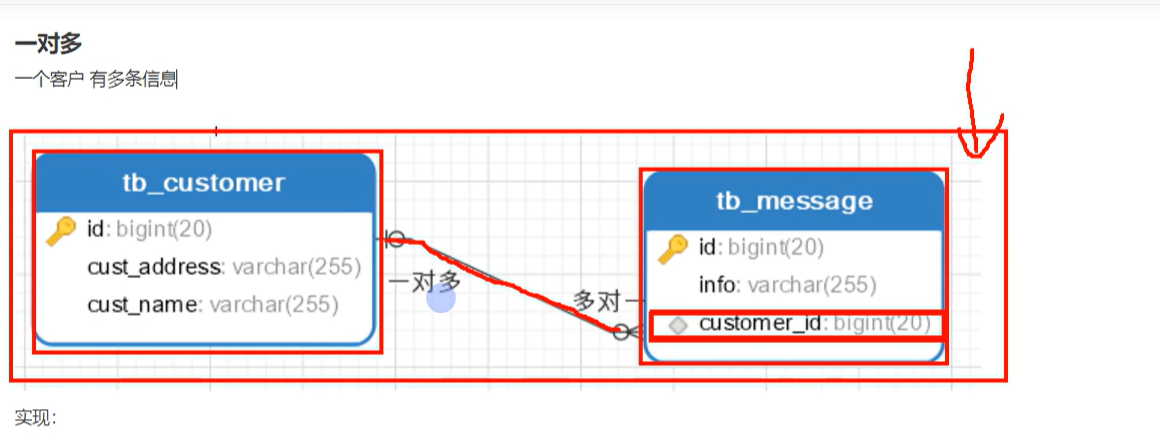 一对多
一个客户 有多条信息
tb_customer
id: bigint(20)
cust_address: varchar(255)
cust_name: varchar(255)
一对多
多对一
tb_message
id: bigint(20)
info: varchar(255)
customer_id: bigint(20)
实现：